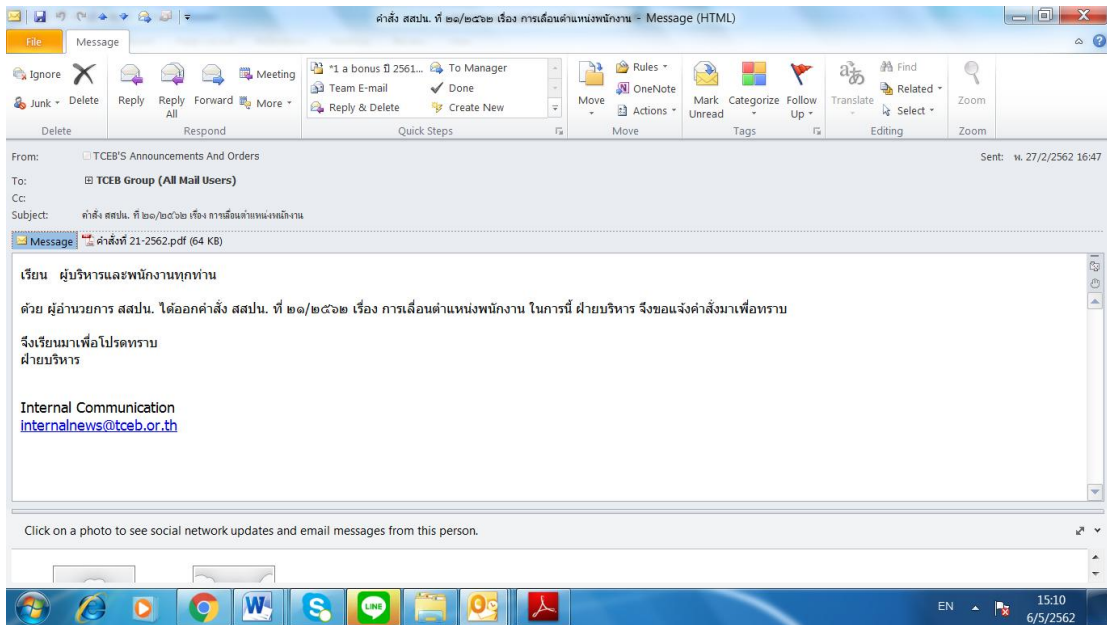 คำสั่ง สสปน. ที่ ๒๑/๒๕๖๒ เรื่อง การเลื่อนตำแหน่งพนักงาน - Message (HTML)
File Message
Ignore
Junk
Delete
Reply
Reply All
Forward
Meeting
More
*1 a bonus ปี 2561...
Team E-mail
Reply & Delete
To Manager
Done
Create New
Move
Rules
OneNote
Actions
Mark Unread
Categorize
Follow Up
Translate
Find
Related
Select
Zoom
Delete Respond Quick Steps Move Tags Editing Zoom
From: TCEB'S Announcements And Orders Sent: พ. 27/2/2562 16:47
To: TCEB Group (All Mail Users)
Cc:
Subject: คำสั่ง สสปน. ที่ ๒๑/๒๕๖๒ เรื่อง การเลื่อนตำแหน่งพนักงาน
Message คำสั่งที่ 21-2562.pdf (64 KB)
เรียน ผู้บริหารและพนักงานทุกท่าน
ด้วย ผู้อำนวยการ สสปน. ได้ออกคำสั่ง สสปน. ที่ ๒๑/๒๕๖๒ เรื่อง การเลื่อนตำแหน่งพนักงาน ในการนี้ ฝ่ายบริหาร จึงขอแจ้งคำสั่งมาเพื่อทราบ
จึงเรียนมาเพื่อโปรดทราบ
ฝ่ายบริหาร
Internal Communication
internalnews@tceb.or.th
Click on a photo to see social network updates and email messages from this person.
LINE
EN
15:10
6/5/2562